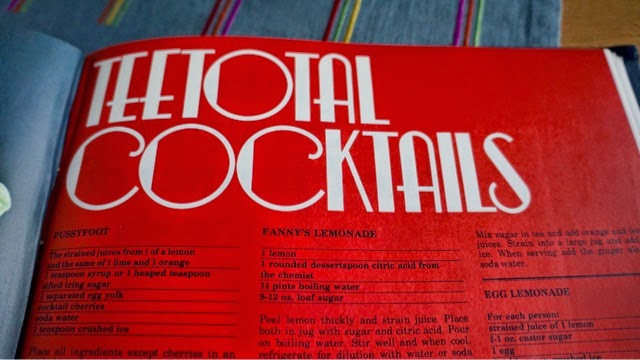 TEETOTAL
COCKTAILS
PUSSYFOOT
The strained juices from ½ of a lemon
and the same of 1 lime and 1 orange
1 teaspoon syrup or 1 heaped teaspoon
sifted icing sugar
1 separated egg yolk
cocktail cherries
soda water
1 teaspoon crushed ice
Place all ingredients except cherries in an
FANNY'S LEMONADE
1 lemon
1 rounded dessertspoon citric acid from
the chemist
1½ pints boiling water
8-12 oz. loaf sugar
Peel lemon thickly and strain juice. Place
both in jug with sugar and citric acid. Pour
on boiling water. Stir well and when cool,
refrigerate for dilution with water or soda
Mix sugar in tea and add orange and
juices. Strain into a large jug and add
ice. When serving add the ginger
soda water.
EGG LEMONADE
For each person:
strained juice of 1 lemon
oz. castor sugar
1 egg